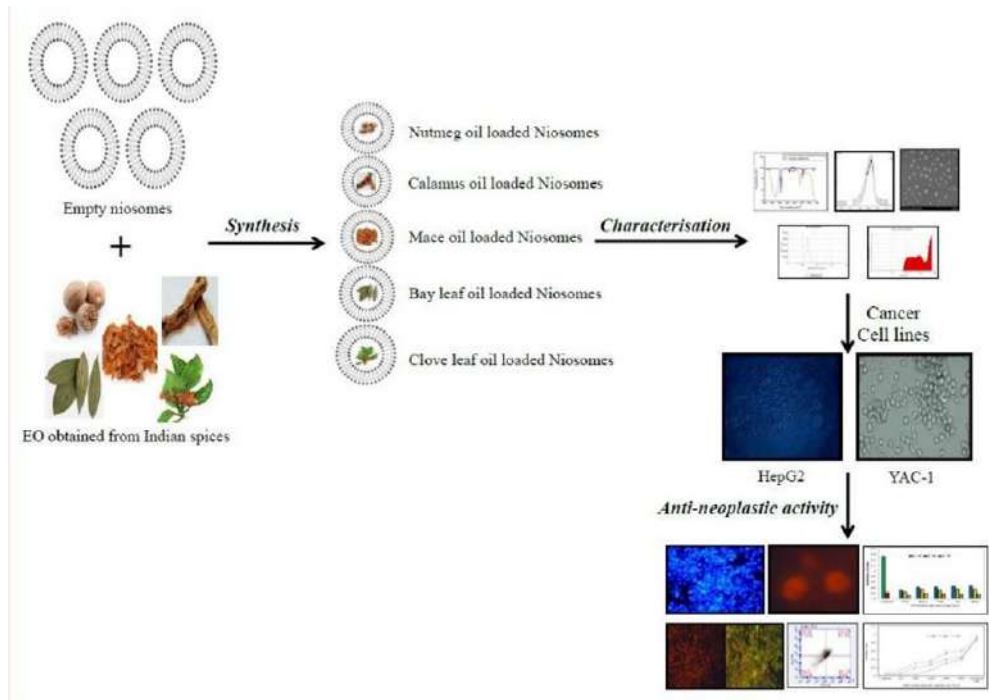 Empty niosomes
+
EO obtained from Indian spices
Synthesis
Nutmeg oil loaded Niosomes
Calamus oil loaded Niosomes
Mace oil loaded Niosomes
Bay leaf oil loaded Niosomes
Clove leaf oil loaded Niosomes
Characterisation
Cancer
Cell lines
HepG2
YAC-1
Anti-neoplastic activity